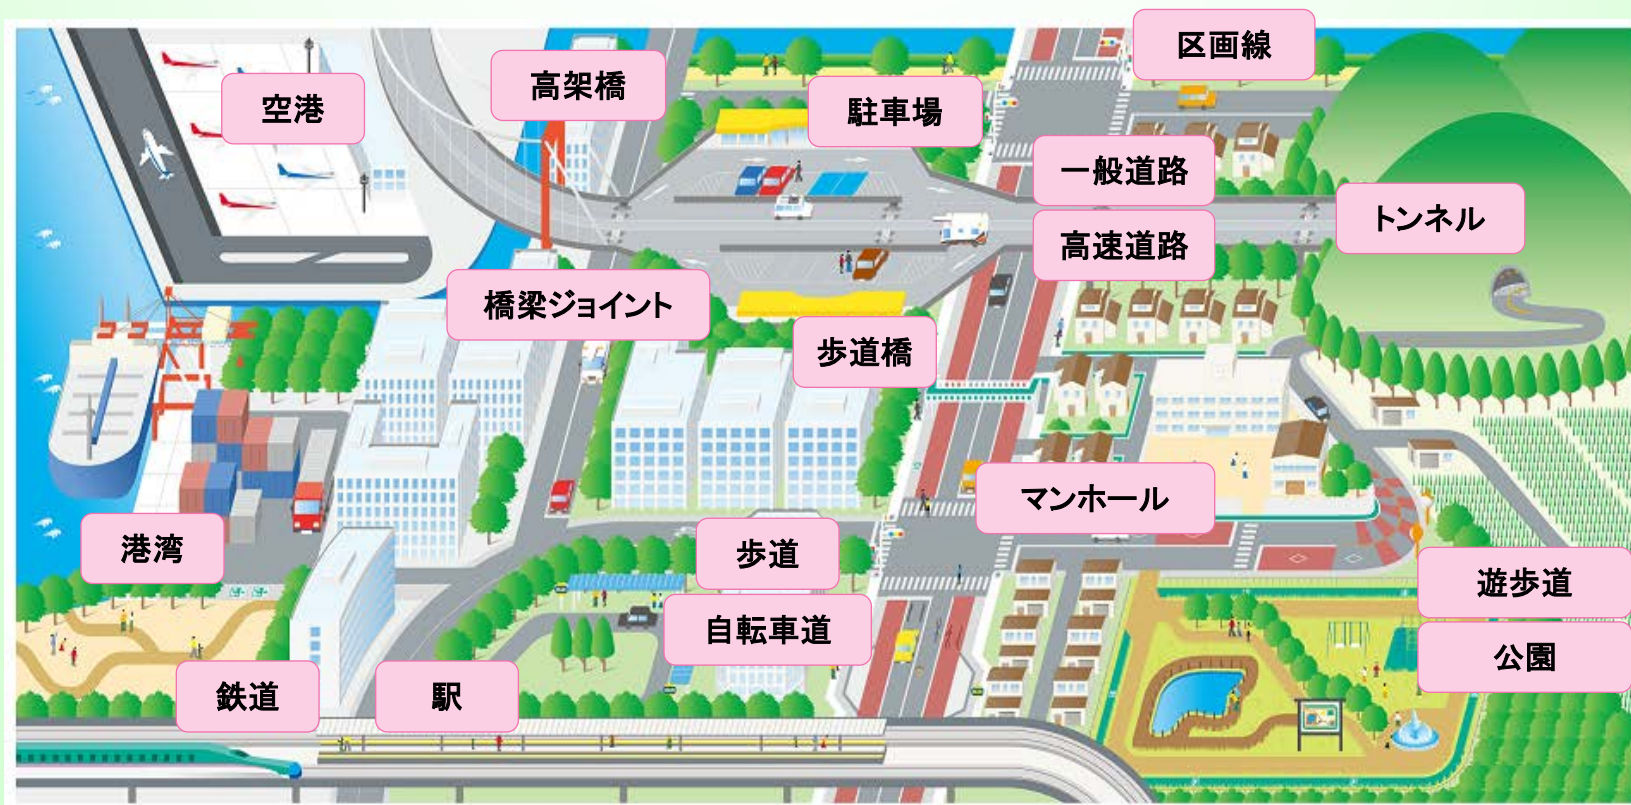 区画線
高架橋
空港
駐車場
一般道路
トンネル
高速道路
橋梁ジョイント
歩道橋
マンホール
港湾
歩道
遊歩道
自転車道
公園
鉄道
駅